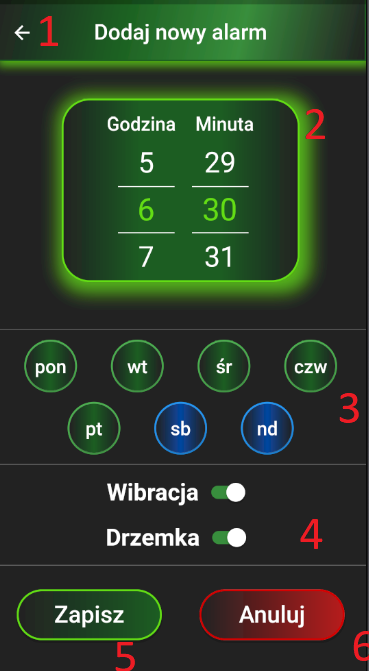 1 Dodaj nowy alarm
2
Godzina Minuta
5 29
6 30
7 31
pon wt śr czw
3
pt sb nd
Wibracja
Drzemka 4
Zapisz Anuluj
5 6